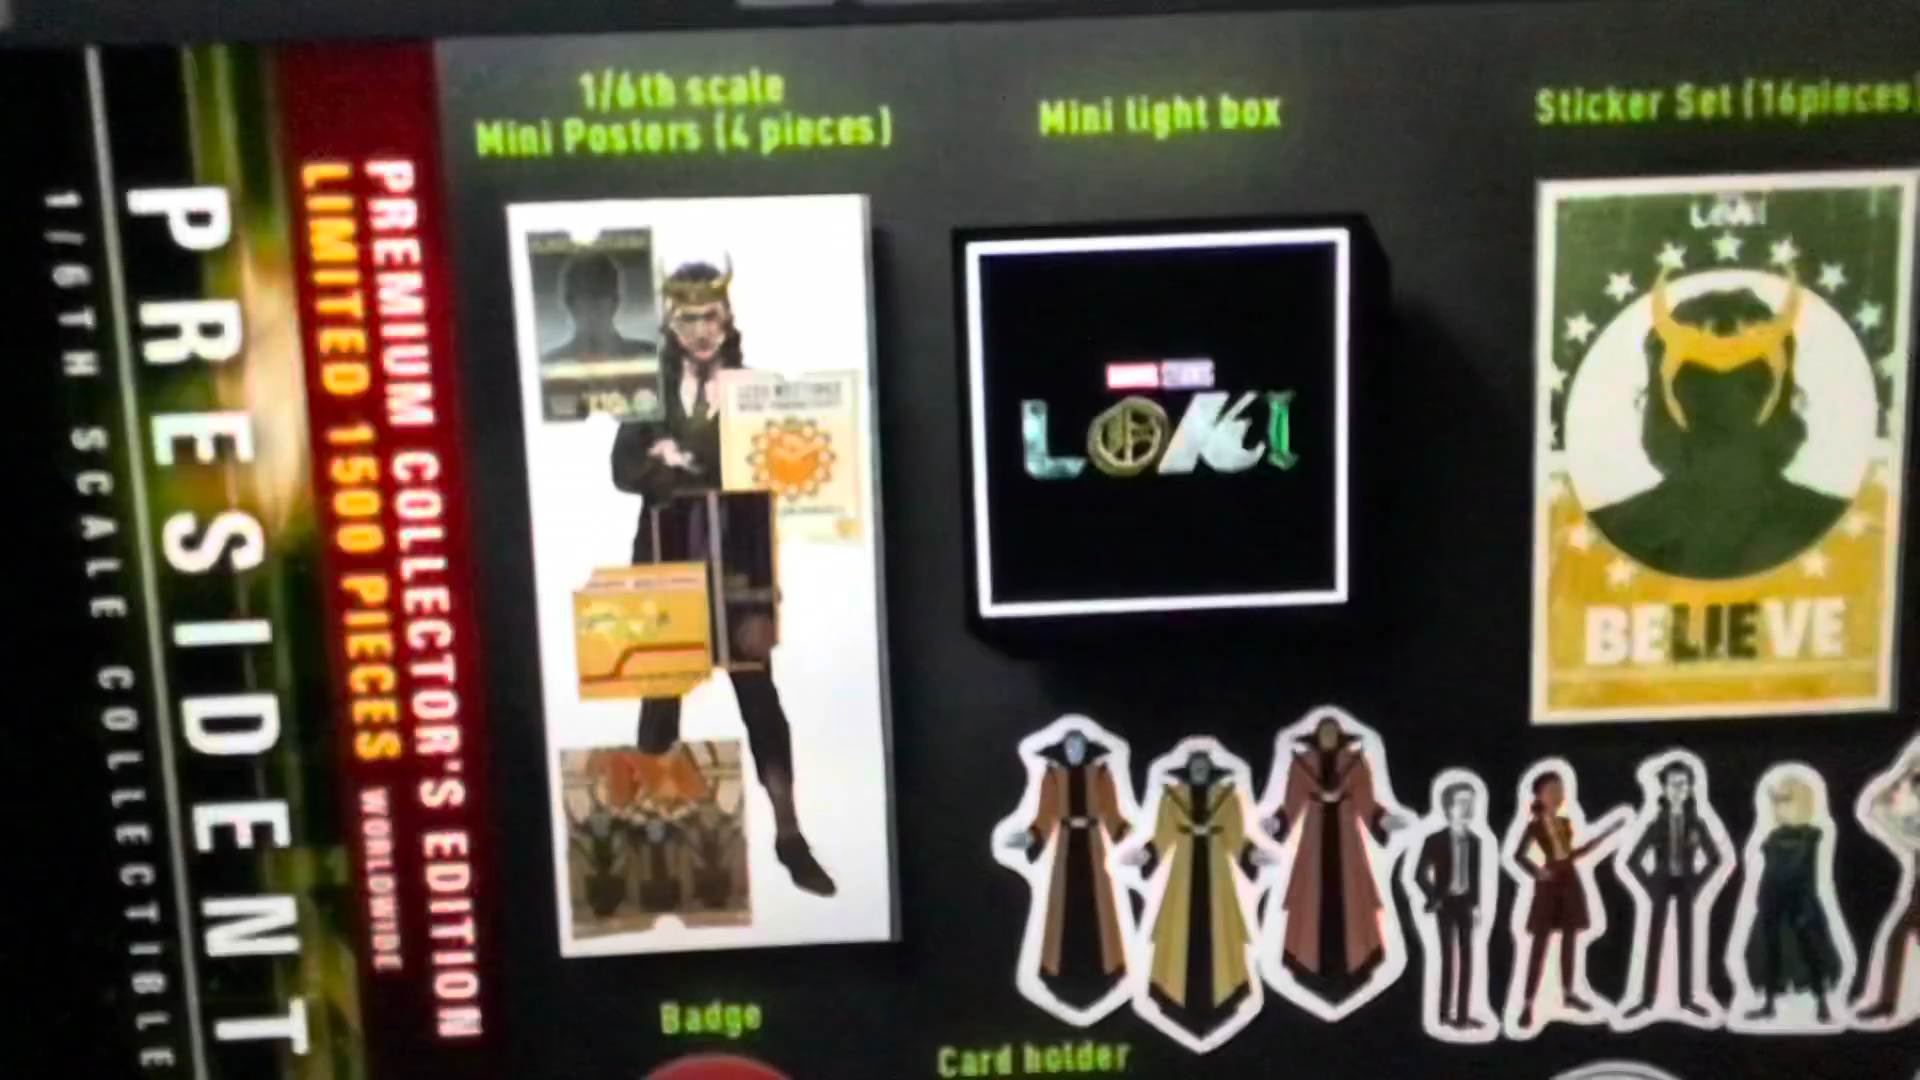 1/6TH SCALE COLLECTIBLE
PRESIDENT
PREMIUM COLLECTOR'S EDITION
LIMITED 1500 PIECES WORLDWIDE
1/6th scale
Mini Posters (4 pieces)
Mini light box
Sticker Set (16pieces)
MARVEL STUDIOS
LOKI
LOKI
BELIEVE
Badge
Card holder